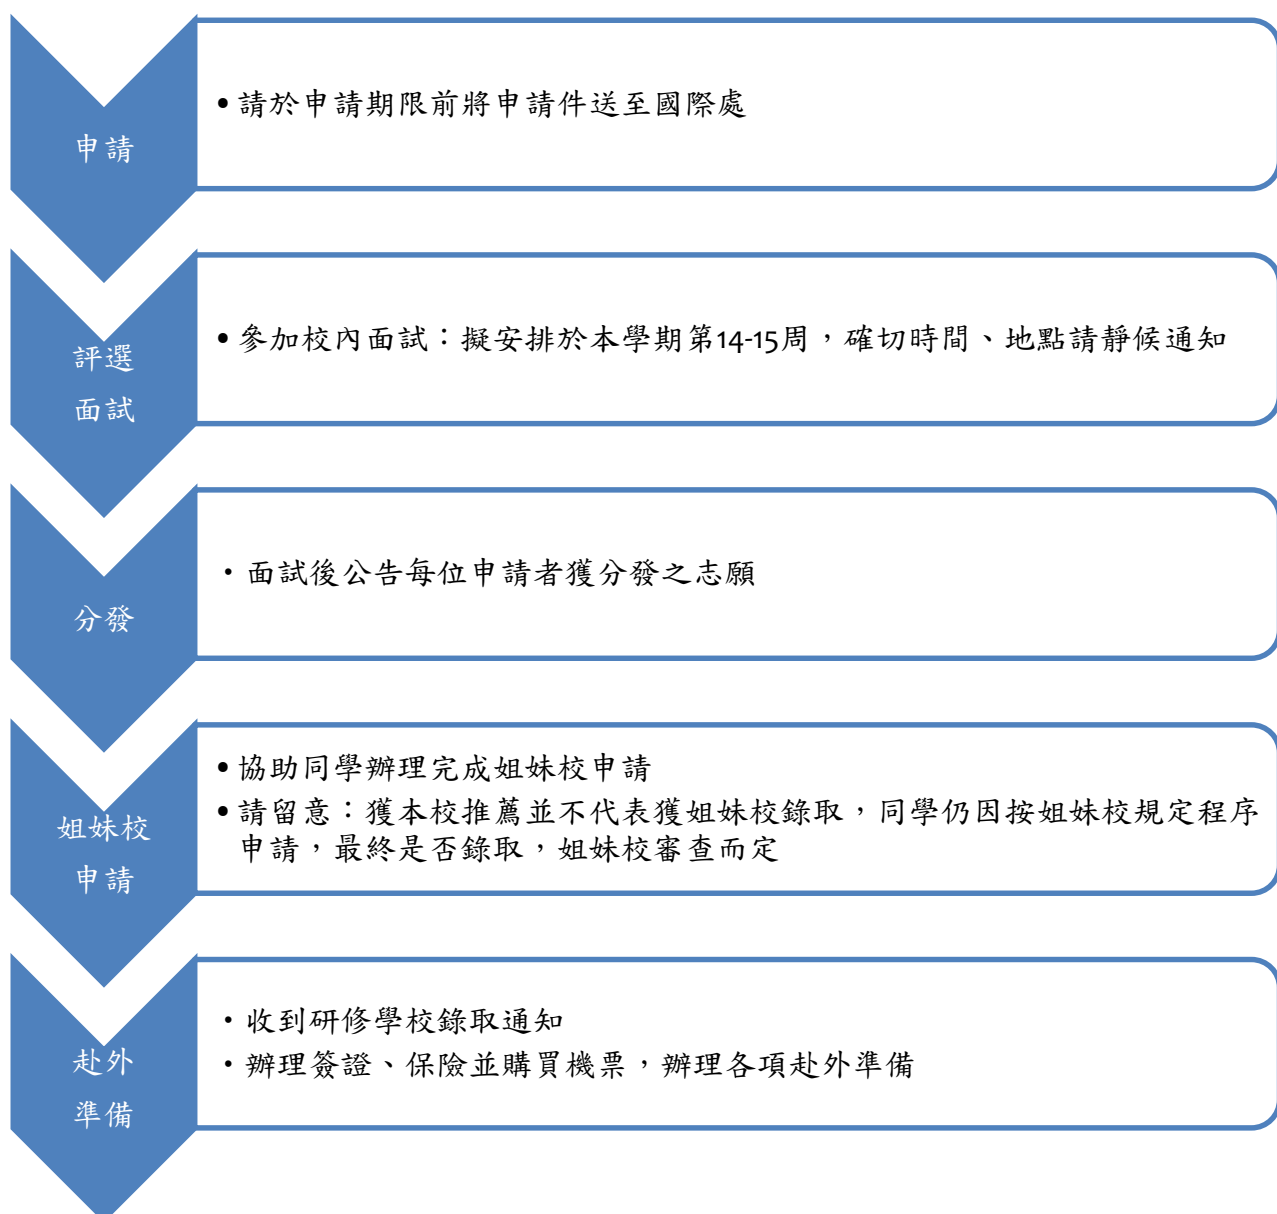 申請
•請於申請期限前將申請件送至國際處
評選
面試
•參加校內面試：擬安排於本學期第14-15周，確切時間、地點請靜候通知
分發
•面試後公告每位申請者獲分發之志願
姐妹校
申請
•協助同學辦理完成姐妹校申請
•請留意：獲本校推薦並不代表獲姐妹校錄取，同學仍因按姐妹校規定程序
申請，最終是否錄取，姐妹校審查而定
赴外
準備
•收到研修學校錄取通知
•辦理簽證、保險並購買機票，辦理各項赴外準備